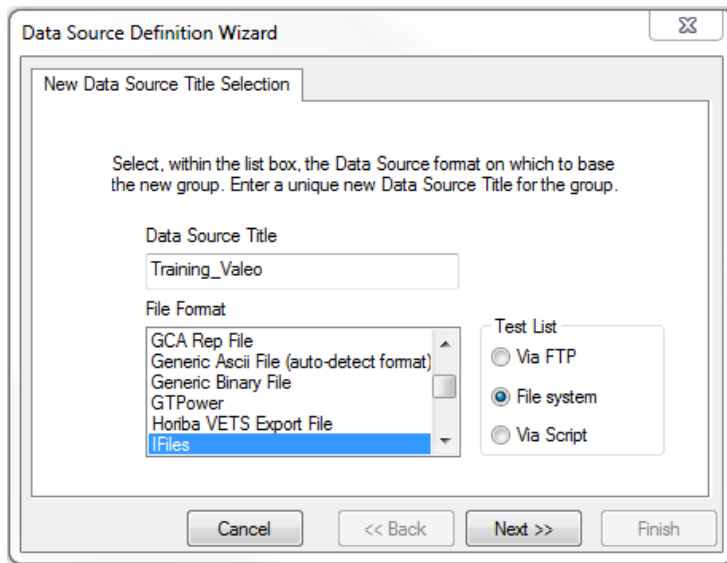 Data Source Definition Wizard
New Data Source Title Selection
Select, within the list box, the Data Source format on which to base
the new group. Enter a unique new Data Source Title for the group.
Data Source Title
Training_Valeo
File Format
GCA Rep File
Generic Ascii File (auto-detect format)
Generic Binary File
GTPower
Horiba VETS Export File
IFiles
Test List
Via FTP
File system
Via Script
Cancel
<< Back
Next >>
Finish